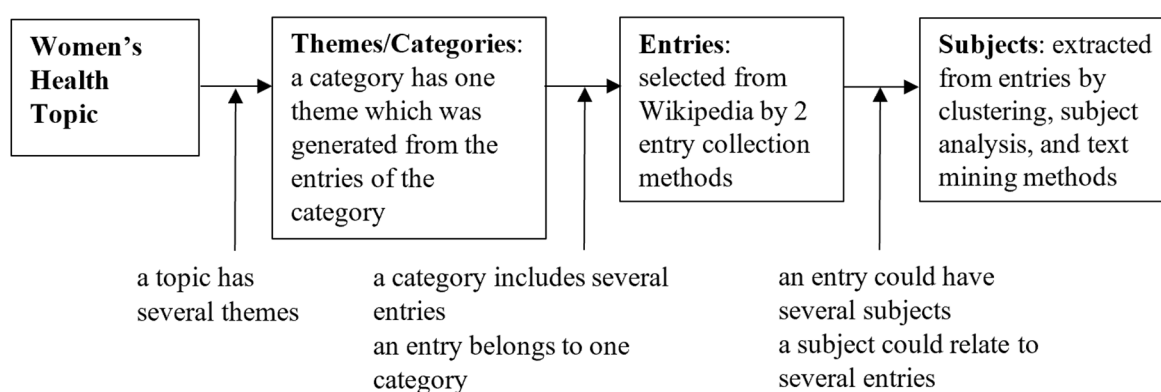 Women’s
Health
Topic
Themes/Categories:
a category has one
theme which was
generated from the
entries of the
category
Entries:
selected from
Wikipedia by 2
entry collection
methods
Subjects: extracted
from entries by
clustering, subject
analysis, and text
mining methods
a topic has
several themes
a category includes several
entries
an entry belongs to one
category
an entry could have
several subjects
a subject could relate to
several entries